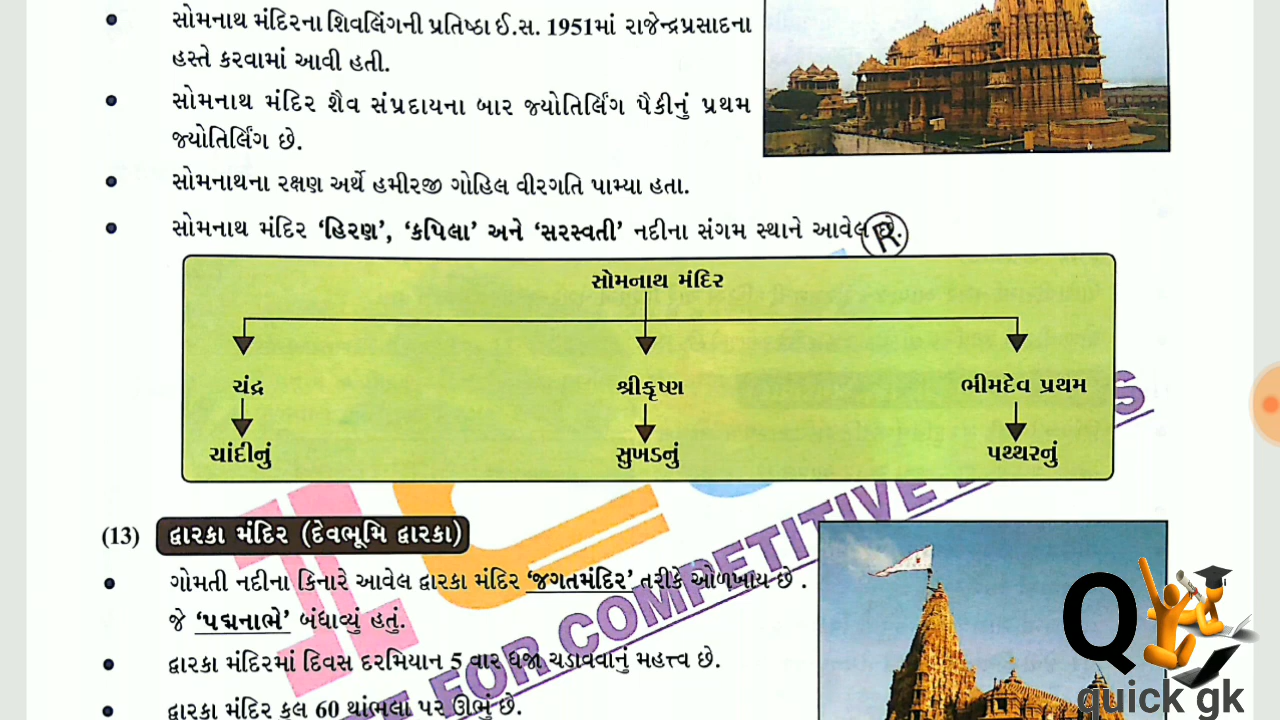 સોમનાથ મંદિરના શિવલિંગની પ્રતિષ્ઠા ઈ.સ. 1951માં રાજેન્દ્રપ્રસાદના
હસ્તે કરવામાં આવી હતી.
સોમનાથ મંદિર શૈવ સંપ્રદાયના બાર જ્યોતિર્લિંગ પૈકીનું પ્રથમ
જ્યોતિર્લિંગ છે.
સોમનાથના રક્ષણ અર્થે હમીરજી ગોહિલ વીરગતિ પામ્યા હતા.
સોમનાથ મંદિર ‘હિરણ’, ‘કપિલા’ અને ‘સરસ્વતી’ નદીના સંગમ સ્થાને આવેલ છે.
R
સોમનાથ મંદિર
ચંદ્ર શ્રીકૃષ્ણ ભીમદેવ પ્રથમ
ચાંદીનું સુખડનું પથ્થરનું
(13) દ્વારકા મંદિર (દેવભૂમિ દ્વારકા)
ગોમતી નદીના કિનારે આવેલ દ્વારકા મંદિર ‘જગતમંદિર’ તરીકે ઓળખાય છે .
જે ‘પદ્મનાભે’ બંધાવ્યું હતું.
દ્વારકા મંદિરમાં દિવસ દરમિયાન 5 વાર ધજા ચડાવવાનું મહત્ત્વ છે.
દ્વારકા મંદિર કુલ 60 થાંભલા પર ઊભું છે.
FOR COMPETITIVE
Q
quick gk